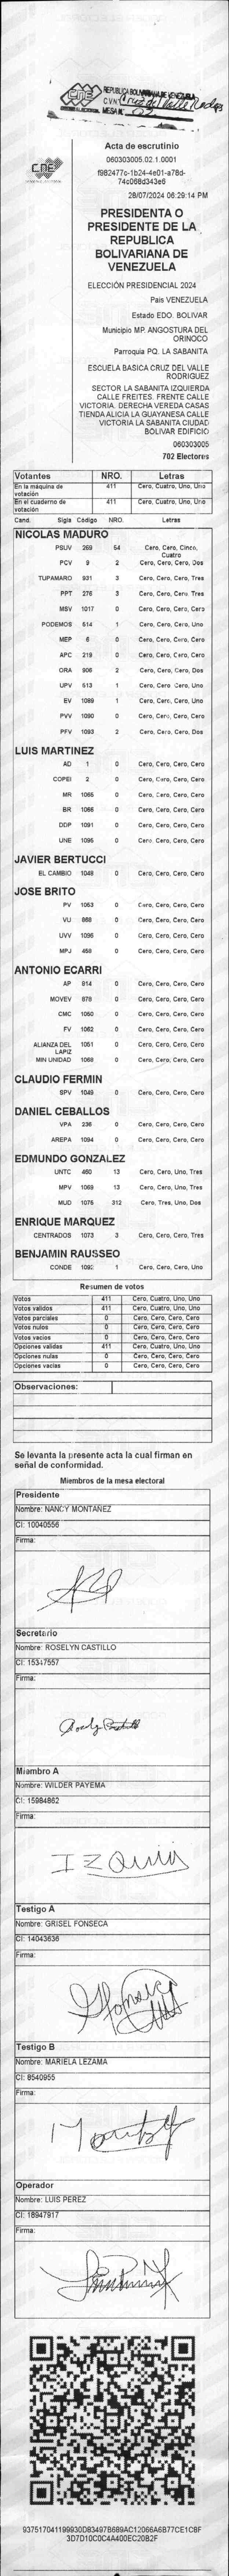 CNE
REPÚBLICA BOLIVARIANA DE VENEZUELA
C.V.N. Cruz del Valle Rodgs
MESA N° 02
CNE
Acta de escrutinio
060303005.02.1.0001
f982477c-1b24-4e01-a78d-
74c068d343e6
28/07/2024 06:29:14 PM
PRESIDENTA O
PRESIDENTE DE LA
REPUBLICA
BOLIVARIANA DE
VENEZUELA
ELECCIÓN PRESIDENCIAL 2024
País VENEZUELA
Estado EDO. BOLIVAR
Municipio MP. ANGOSTURA DEL
ORINOCO
Parroquia PQ. LA SABANITA
ESCUELA BASICA CRUZ DEL VALLE
RODRIGUEZ
SECTOR LA SABANITA IZQUIERDA
CALLE FREITES. FRENTE CALLE
VICTORIA. DERECHA VEREDA CASAS
TIENDA ALICIA LA GUAYANESA CALLE
VICTORIA LA SABANITA CIUDAD
BOLIVAR EDIFICIO
060303005
702 Electores
Votantes NRO. Letras
En la máquina de votación 411 Cero, Cuatro, Uno, Uno
En el cuaderno de votación 411 Cero, Cuatro, Uno, Uno
Cand. Sigla Código NRO. Letras
NICOLAS MADURO
PSUV 269 54 Cero, Cero, Cinco, Cuatro
PCV 9 2 Cero, Cero, Cero, Dos
TUPAMARO 931 3 Cero, Cero, Cero, Tres
PPT 276 3 Cero, Cero, Cero, Tres
MSV 1017 0 Cero, Cero, Cero, Cero
PODEMOS 514 1 Cero, Cero, Cero, Uno
MEP 6 0 Cero, Cero, Cero, Cero
APC 219 0 Cero, Cero, Cero, Cero
ORA 906 2 Cero, Cero, Cero, Dos
UPV 513 1 Cero, Cero, Cero, Uno
EV 1089 1 Cero, Cero, Cero, Uno
PVV 1090 0 Cero, Cero, Cero, Cero
PFV 1093 2 Cero, Cero, Cero, Dos
LUIS MARTINEZ
AD 1 0 Cero, Cero, Cero, Cero
COPEI 2 0 Cero, Cero, Cero, Cero
MR 1065 0 Cero, Cero, Cero, Cero
BR 1066 0 Cero, Cero, Cero, Cero
DDP 1091 0 Cero, Cero, Cero, Cero
UNE 1095 0 Cero, Cero, Cero, Cero
JAVIER BERTUCCI
EL CAMBIO 1048 0 Cero, Cero, Cero, Cero
JOSE BRITO
PV 1053 0 Cero, Cero, Cero, Cero
VU 868 0 Cero, Cero, Cero, Cero
UVV 1096 0 Cero, Cero, Cero, Cero
MPJ 458 0 Cero, Cero, Cero, Cero
ANTONIO ECARRI
AP 814 0 Cero, Cero, Cero, Cero
MOVEV 878 0 Cero, Cero, Cero, Cero
CMC 1050 0 Cero, Cero, Cero, Cero
FV 1062 0 Cero, Cero, Cero, Cero
ALIANZA DEL LAPIZ 1051 0 Cero, Cero, Cero, Cero
MIN UNIDAD 1068 0 Cero, Cero, Cero, Cero
CLAUDIO FERMIN
SPV 1049 0 Cero, Cero, Cero, Cero
DANIEL CEBALLOS
VPA 236 0 Cero, Cero, Cero, Cero
AREPA 1094 0 Cero, Cero, Cero, Cero
EDMUNDO GONZALEZ
UNTC 460 13 Cero, Cero, Uno, Tres
MPV 1069 13 Cero, Cero, Uno, Tres
MUD 1076 312 Cero, Tres, Uno, Dos
ENRIQUE MARQUEZ
CENTRADOS 1073 3 Cero, Cero, Cero, Tres
BENJAMIN RAUSSEO
CONDE 1092 1 Cero, Cero, Cero, Uno
Resumen de votos
Votos 411 Cero, Cuatro, Uno, Uno
Votos validos 411 Cero, Cuatro, Uno, Uno
Votos parciales 0 Cero, Cero, Cero, Cero
Votos nulos 0 Cero, Cero, Cero, Cero
Votos vacios 0 Cero, Cero, Cero, Cero
Opciones validas 411 Cero, Cuatro, Uno, Uno
Opciones nulas 0 Cero, Cero, Cero, Cero
Opciones vacias 0 Cero, Cero, Cero, Cero
Observaciones:
Se levanta la presente acta la cual firman en
señal de conformidad.
Miembros de la mesa electoral
Presidente
Nombre: NANCY MONTANEZ
CI: 10040556
Firma:
Secretario
Nombre: ROSELYN CASTILLO
CI: 15347557
Firma:
Miembro A
Nombre: WILDER PAYEMA
CI: 15984862
Firma:
Testigo A
Nombre: GRISEL FONSECA
CI: 14043636
Firma:
Testigo B
Nombre: MARIELA LEZAMA
CI: 8540955
Firma:
Operador
Nombre: LUIS PEREZ
CI: 18947917
Firma:
937517041199930D83497B689AC12066A6B77CE1CBF
3D7D10C0C4A400EC20B2F